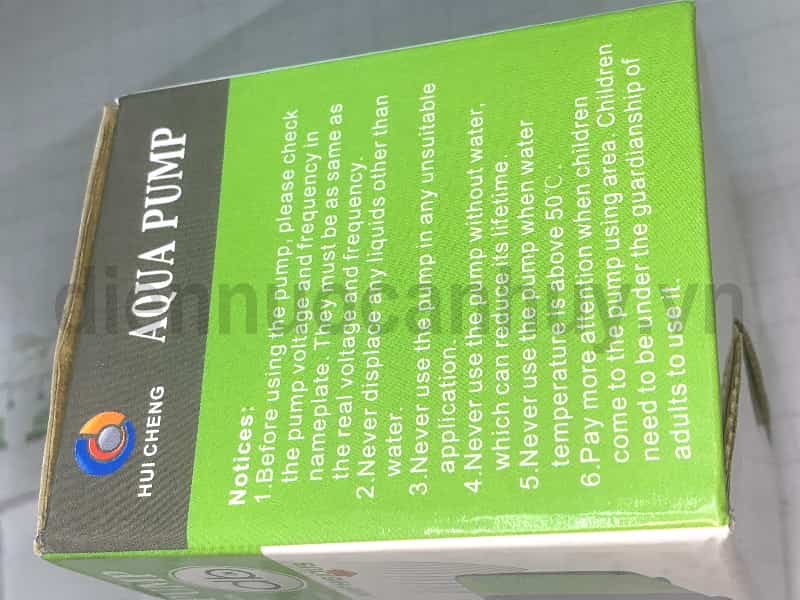 HUI CHENG
AQUA PUMP
Notices:
1.Before using the pump, please check
the pump voltage and frequency in
nameplate. They must be as same as
the real voltage and frequency.
2.Never displace any liquids other than
water.
3.Never use the pump in any unsuitable
application.
4.Never use the pump without water,
which can reduce its lifetime.
5.Never use the pump when water
temperature is above 50℃.
6.Pay more attention when children
come to the pump using area. Children
need to be under the guardianship of
adults to use it.
diennuocanhuy.vn